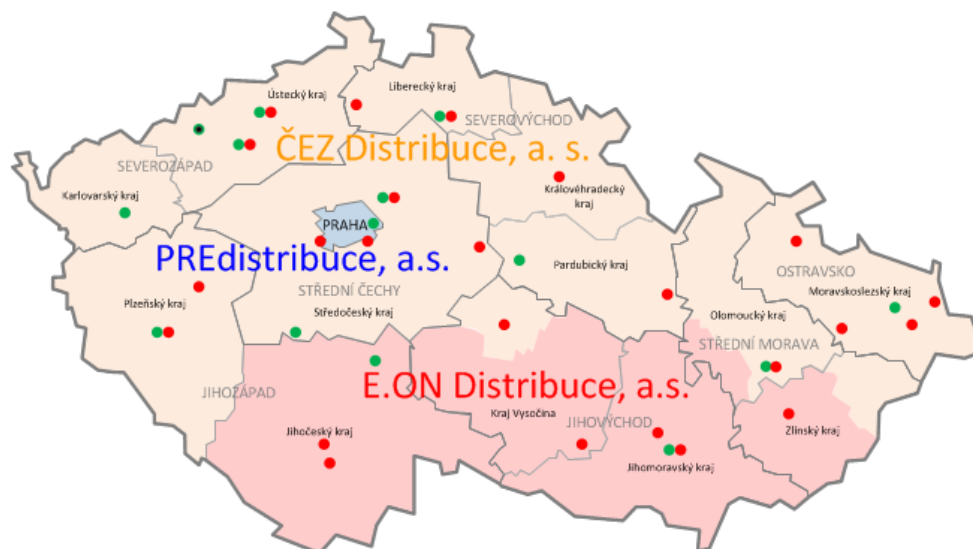 Liberecký kraj
Ústecký kraj
SEVEROVÝCHOD
ČEZ Distribuce, a. s.
SEVEROZÁPAD
Karlovarský kraj
Královéhradecký
kraj
PRAHA
PREdistribuce, a.s.
Pardubický kraj
OSTRAVSKO
STŘEDNÍ ČECHY
Moravskoslezský kraj
Plzeňský kraj
Středočeský kraj
Olomoucký kraj
STŘEDNÍ MORAVA
E.ON Distribuce, a.s.
JIHOZÁPAD
Kraj Vysočina
JIHOVÝCHOD
Jihočeský kraj
Zlínský kraj
Jihomoravský kraj